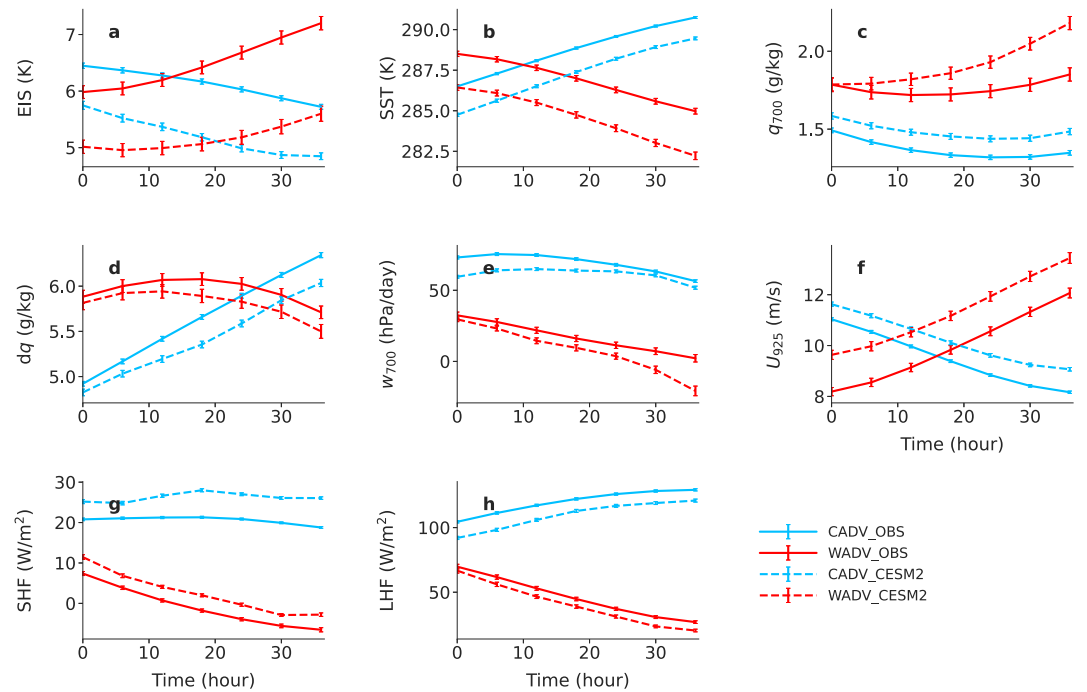 a
EIS (K)
7
6
5
0 10 20 30
b
SST (K)
290.0
287.5
285.0
282.5
0 10 20 30
c
q700 (g/kg)
2.0
1.5
0 10 20 30
d
dq (g/kg)
6.0
5.5
5.0
0 10 20 30
e
w700 (hPa/day)
50
0
0 10 20 30
f
U925 (m/s)
12
10
8
0 10 20 30
Time (hour)
g
SHF (W/m²)
30
20
10
0
0 10 20 30
Time (hour)
h
LHF (W/m²)
100
50
0 10 20 30
Time (hour)
CADV_OBS
WADV_OBS
CADV_CESM2
WADV_CESM2